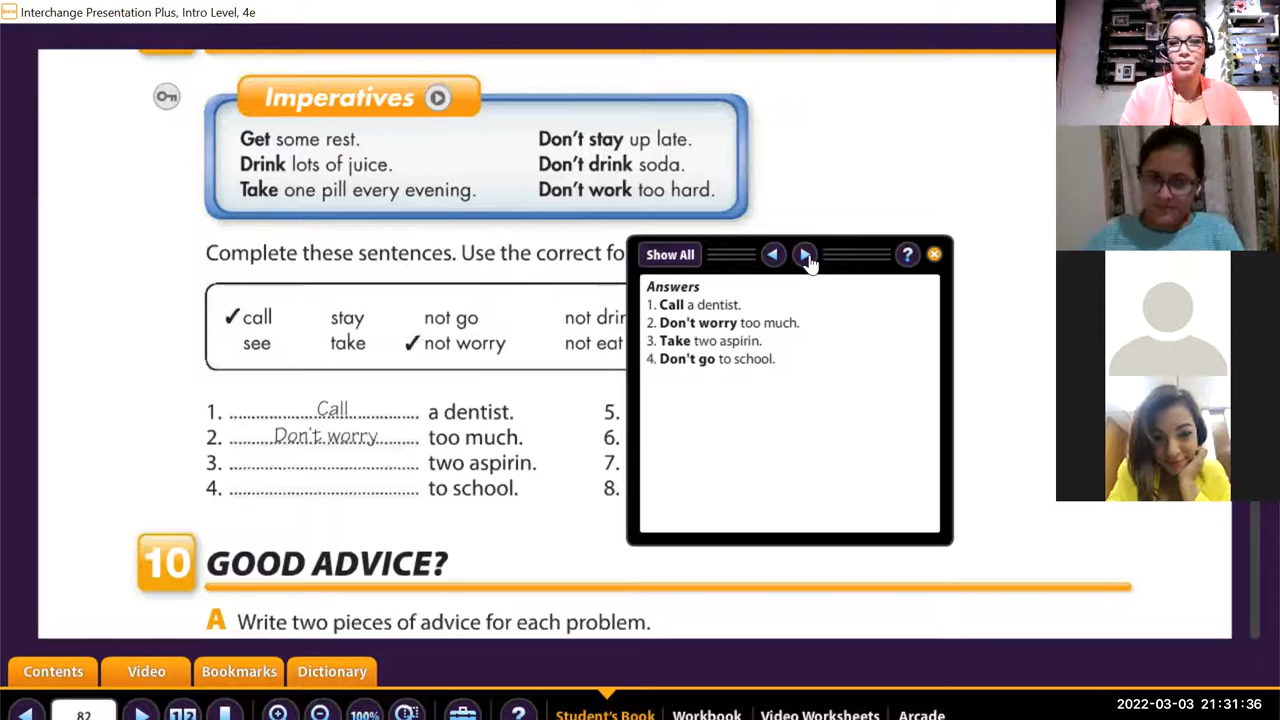 Interchange Presentation Plus, Intro Level, 4e
Imperatives
Get some rest.
Drink lots of juice.
Take one pill every evening.
Don't stay up late.
Don't drink soda.
Don't work too hard.
Complete these sentences. Use the correct fo
✓ call stay not go not drin
see take ✓ not worry not eat
1. Call a dentist.
2. Don't worry too much.
3. two aspirin.
4. to school.
5.
6.
7.
8.
Show All
?
Answers
1. Call a dentist.
2. Don't worry too much.
3. Take two aspirin.
4. Don't go to school.
10 GOOD ADVICE?
A Write two pieces of advice for each problem.
Contents Video Bookmarks Dictionary
82 1|2 100% ? Student's Book Workbook Video Worksheets Arcade
2022-03-03 21:31:36